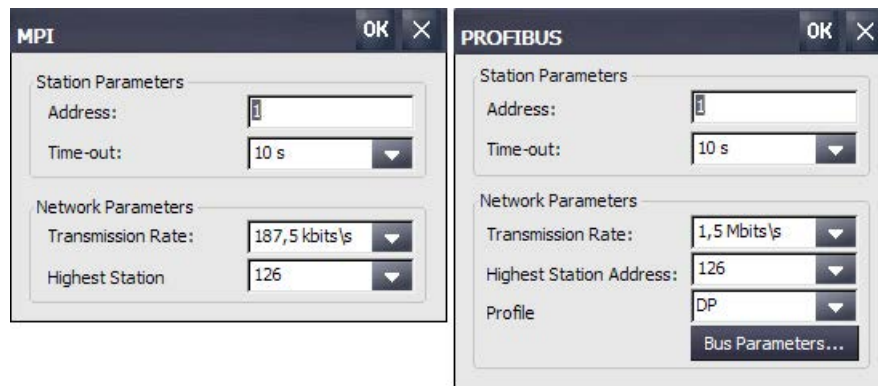 MPI OK
Station Parameters
Address: 1
Time-out: 10 s
Network Parameters
Transmission Rate: 187,5 kbits\s
Highest Station 126
PROFIBUS OK
Station Parameters
Address: 1
Time-out: 10 s
Network Parameters
Transmission Rate: 1,5 Mbits\s
Highest Station Address: 126
Profile DP
Bus Parameters...